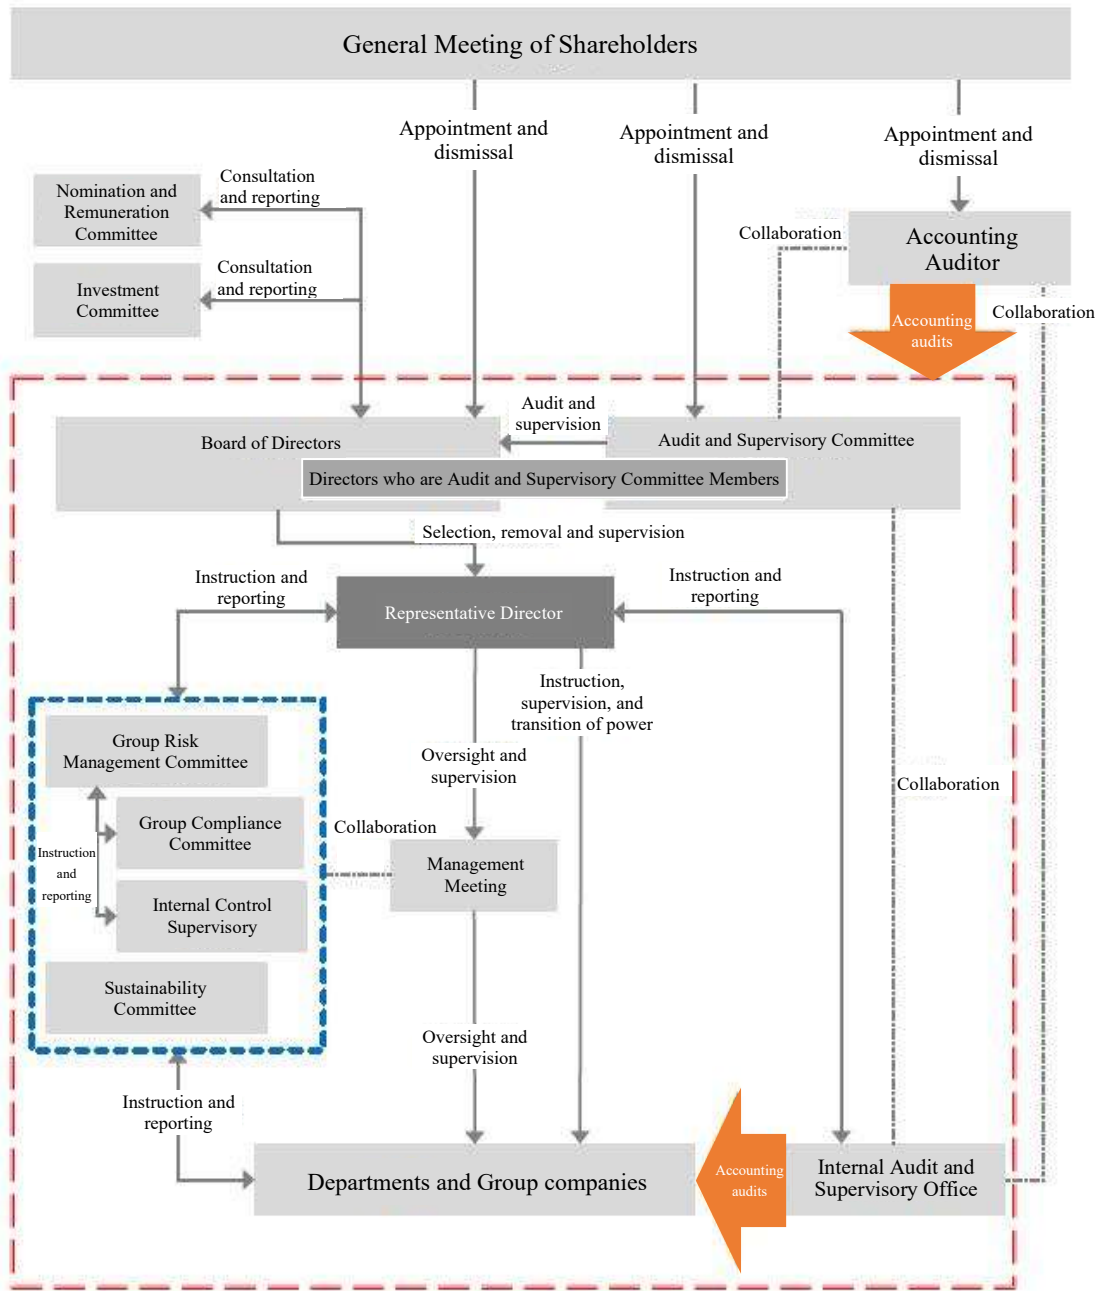 General Meeting of Shareholders
Appointment and
dismissal
Appointment and
dismissal
Appointment and
dismissal
Consultation
and reporting
Nomination and
Remuneration
Committee
Collaboration
Accounting
Auditor
Consultation
and reporting
Investment
Committee
Collaboration
Accounting
audits
Audit and
supervision
Board of Directors
Audit and Supervisory Committee
Directors who are Audit and Supervisory Committee Members
Selection, removal and supervision
Instruction and
reporting
Instruction and
reporting
Representative Director
Instruction,
supervision, and
transition of power
Group Risk
Management Committee
Oversight and
supervision
Collaboration
Group Compliance
Committee
Collaboration
Instruction
and
reporting
Management
Meeting
Internal Control
Supervisory
Sustainability
Committee
Oversight and
supervision
Instruction and
reporting
Departments and Group companies
Accounting
audits
Internal Audit and
Supervisory Office